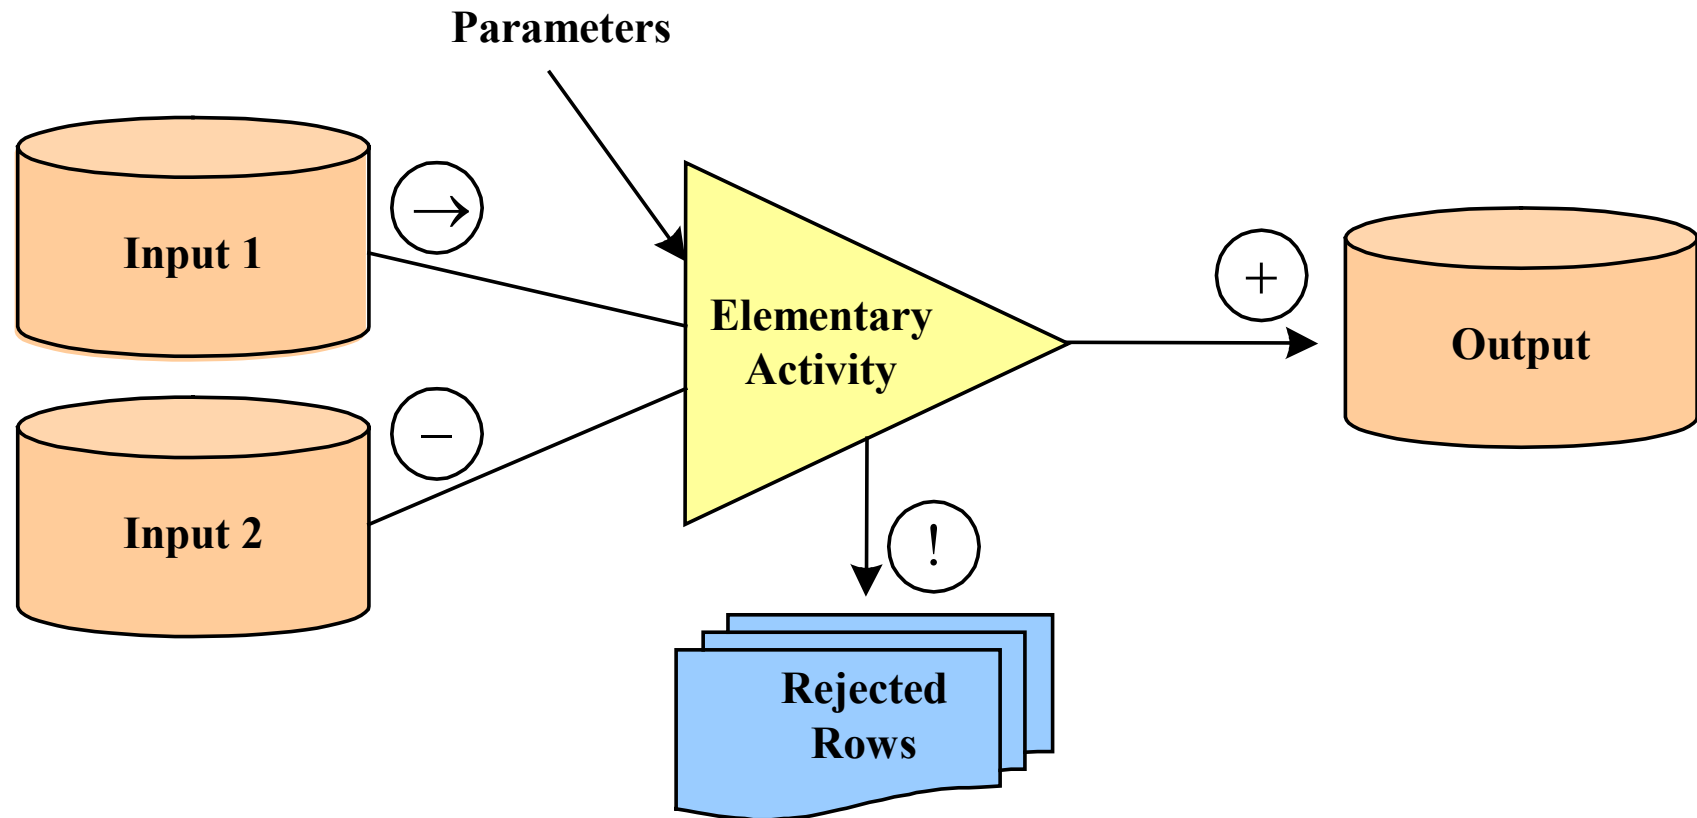 Parameters
Input 1
→
Elementary
Activity
+
Output
Input 2
–
!
Rejected
Rows